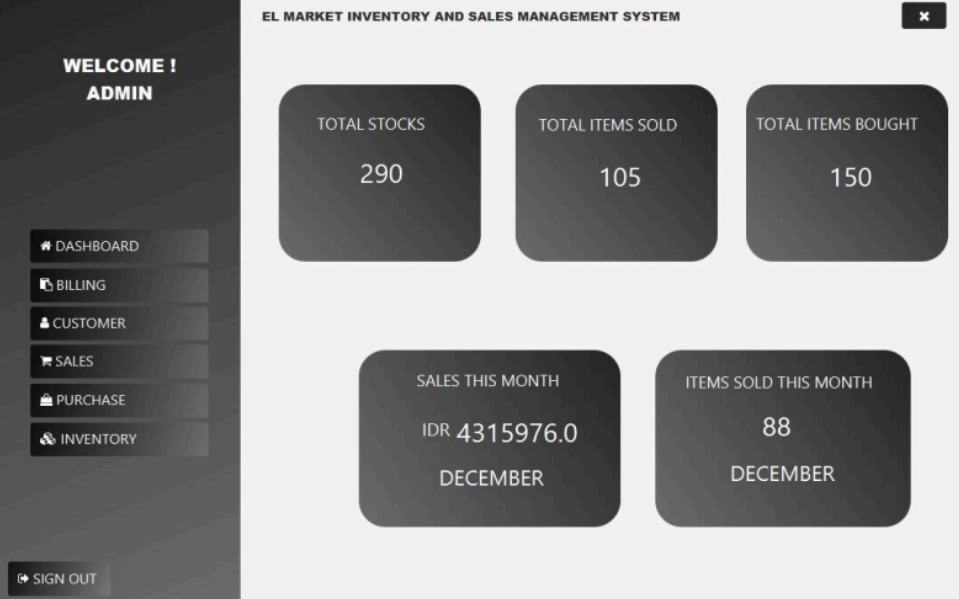 EL MARKET INVENTORY AND SALES MANAGEMENT SYSTEM
WELCOME !
ADMIN
DASHBOARD
BILLING
CUSTOMER
SALES
PURCHASE
INVENTORY
SIGN OUT
TOTAL STOCKS
290
TOTAL ITEMS SOLD
105
TOTAL ITEMS BOUGHT
150
SALES THIS MONTH
IDR 4315976.0
DECEMBER
ITEMS SOLD THIS MONTH
88
DECEMBER